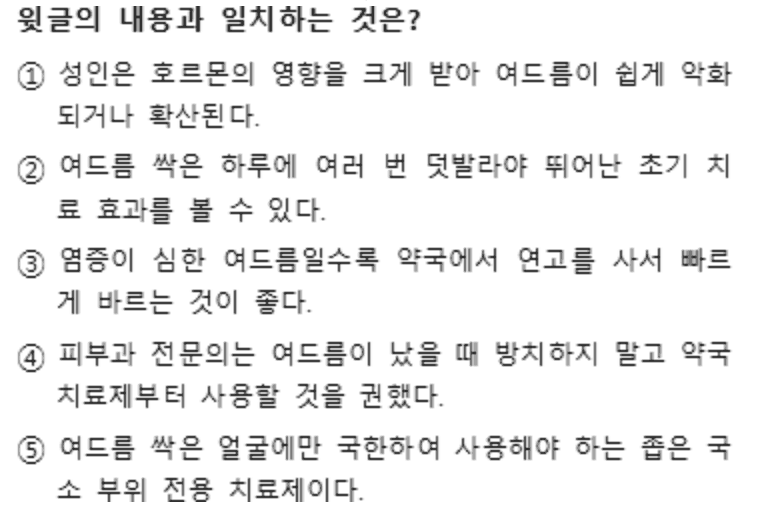 윗글의 내용과 일치하는 것은?
① 성인은 호르몬의 영향을 크게 받아 여드름이 쉽게 악화
되거나 확산된다.
② 여드름 싹은 하루에 여러 번 덧발라야 뛰어난 초기 치
료 효과를 볼 수 있다.
③ 염증이 심한 여드름일수록 약국에서 연고를 사서 빠르
게 바르는 것이 좋다.
④ 피부과 전문의는 여드름이 났을 때 방치하지 말고 약국
치료제부터 사용할 것을 권했다.
⑤ 여드름 싹은 얼굴에만 국한하여 사용해야 하는 좁은 국
소 부위 전용 치료제이다.